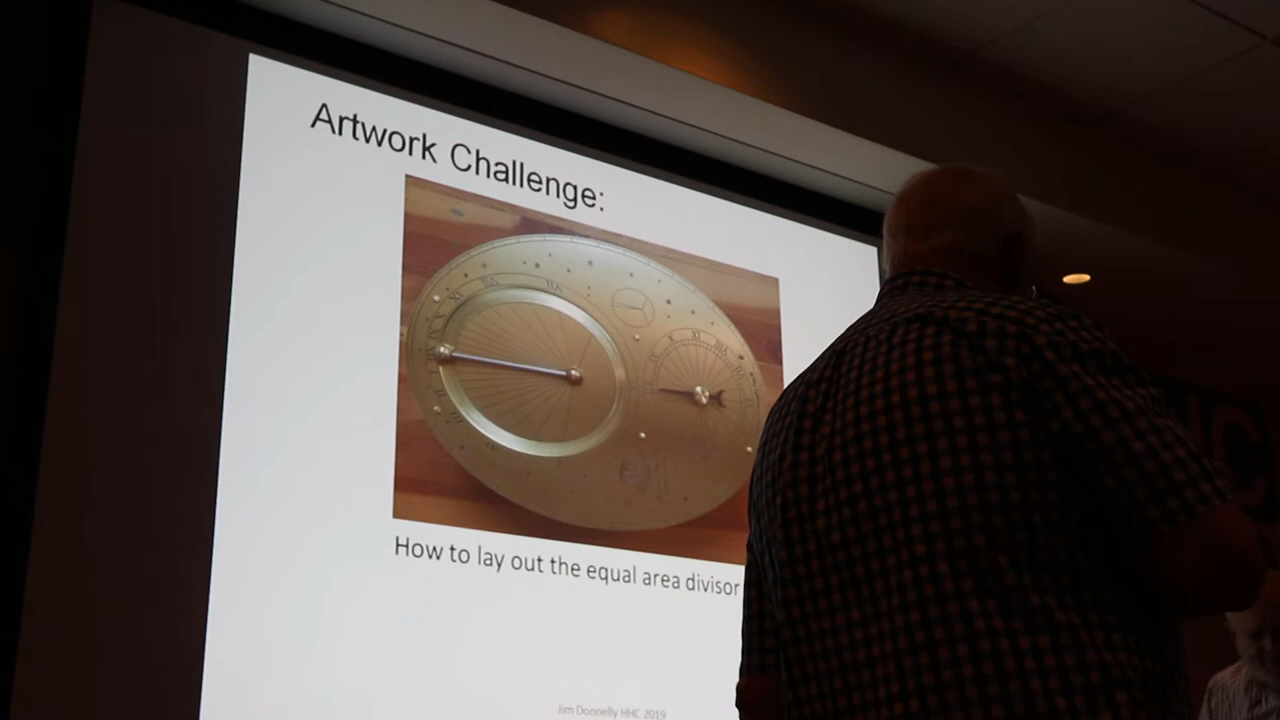 Artwork Challenge:
How to lay out the equal area divisor
Jim Donnelly HHC 2019